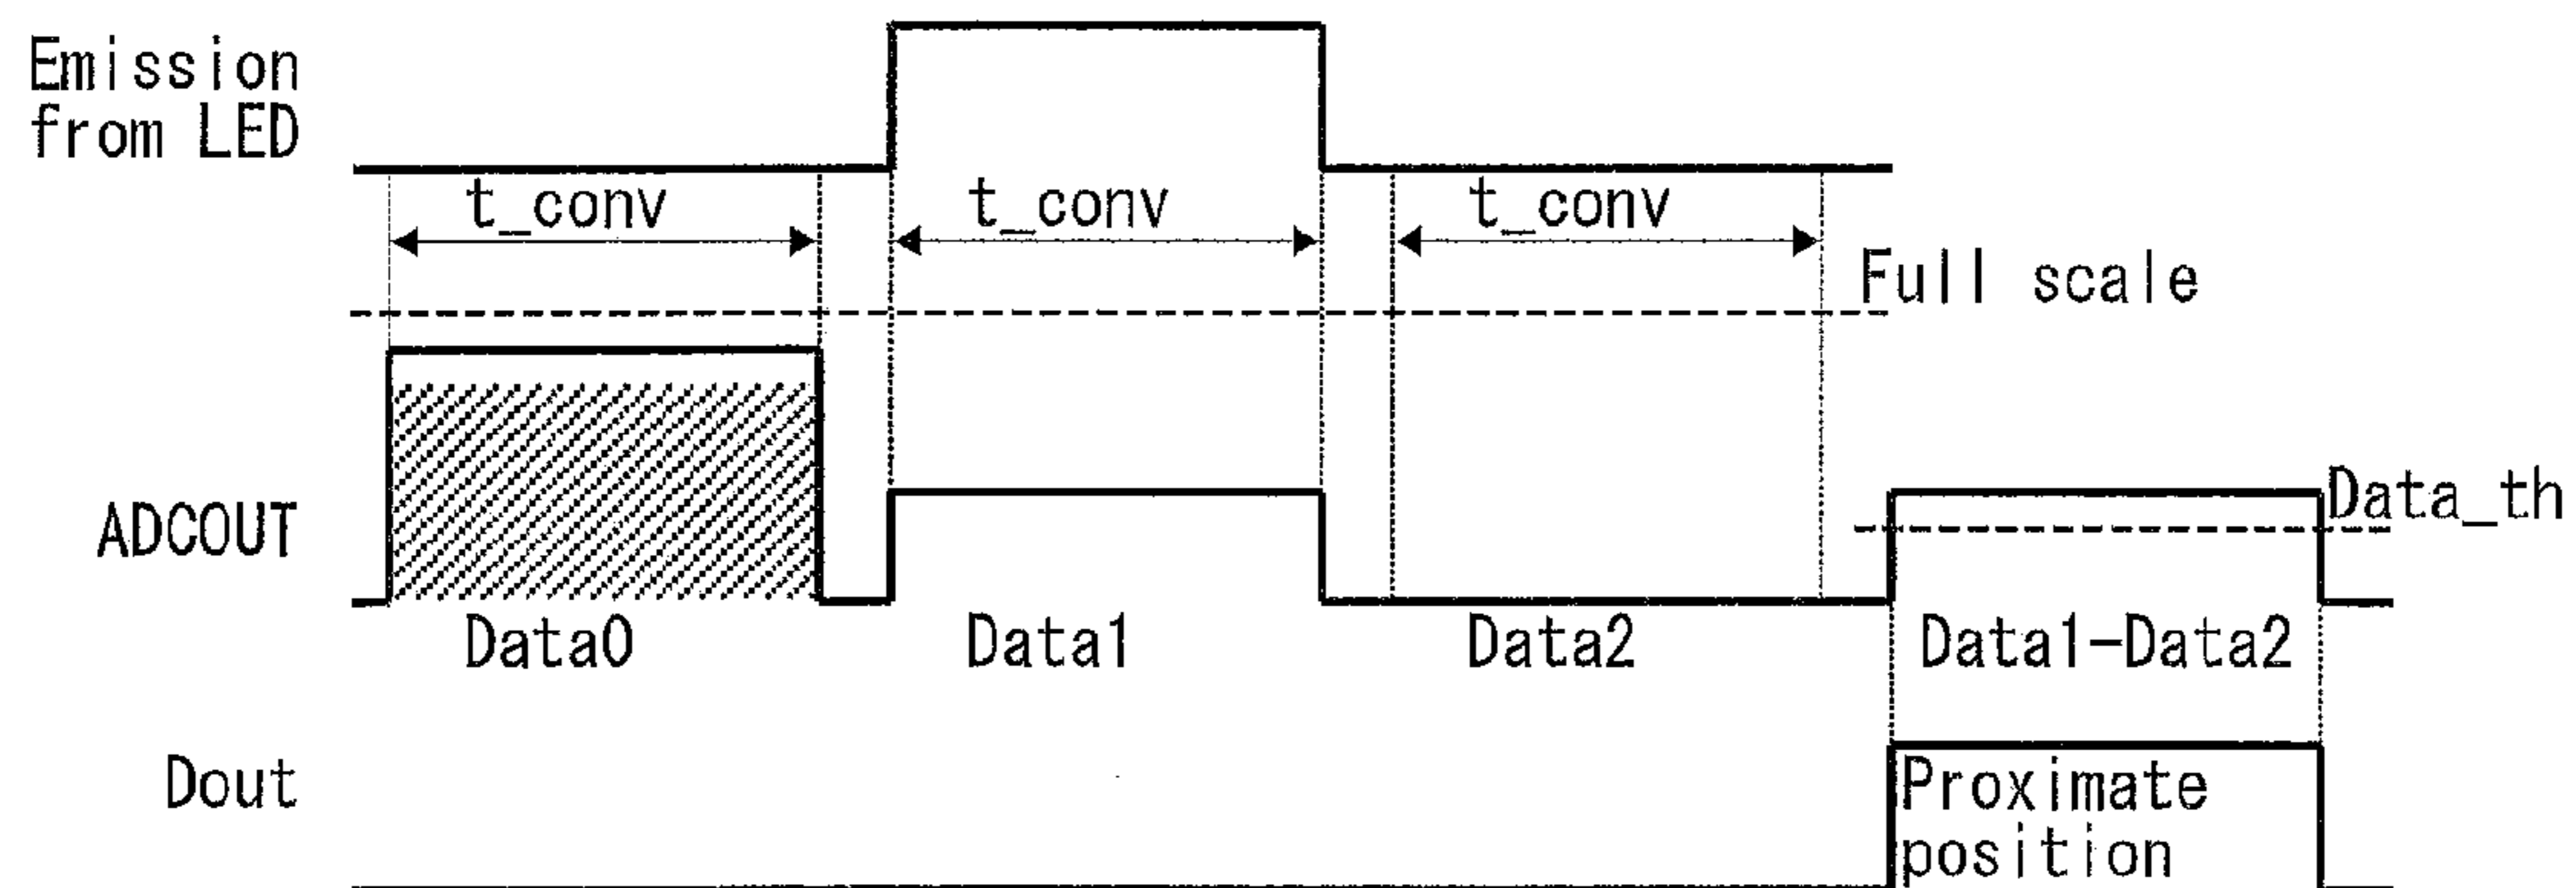 Emission
from LED
t_conv
t_conv
t_conv
Full scale
ADCOUT
Data_th
Data0
Data1
Data2
Data1-Data2
Dout
Proximate
position